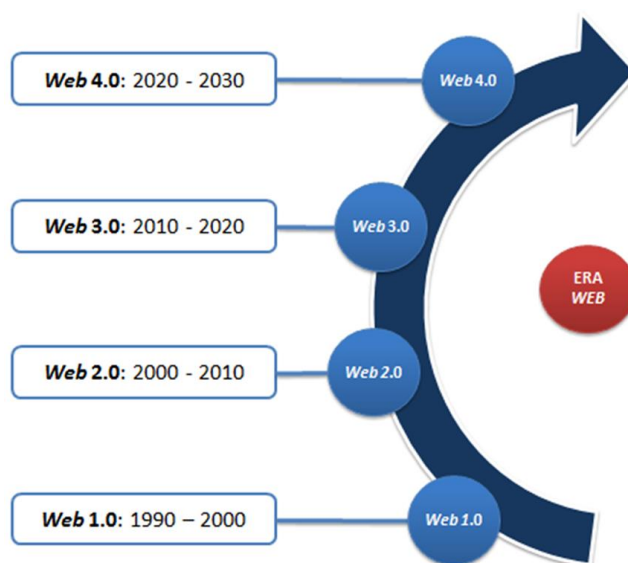 Web 4.0: 2020 - 2030
Web 4.0
Web 3.0: 2010 - 2020
Web 3.0
ERA
WEB
Web 2.0: 2000 - 2010
Web 2.0
Web 1.0: 1990 – 2000
Web 1.0